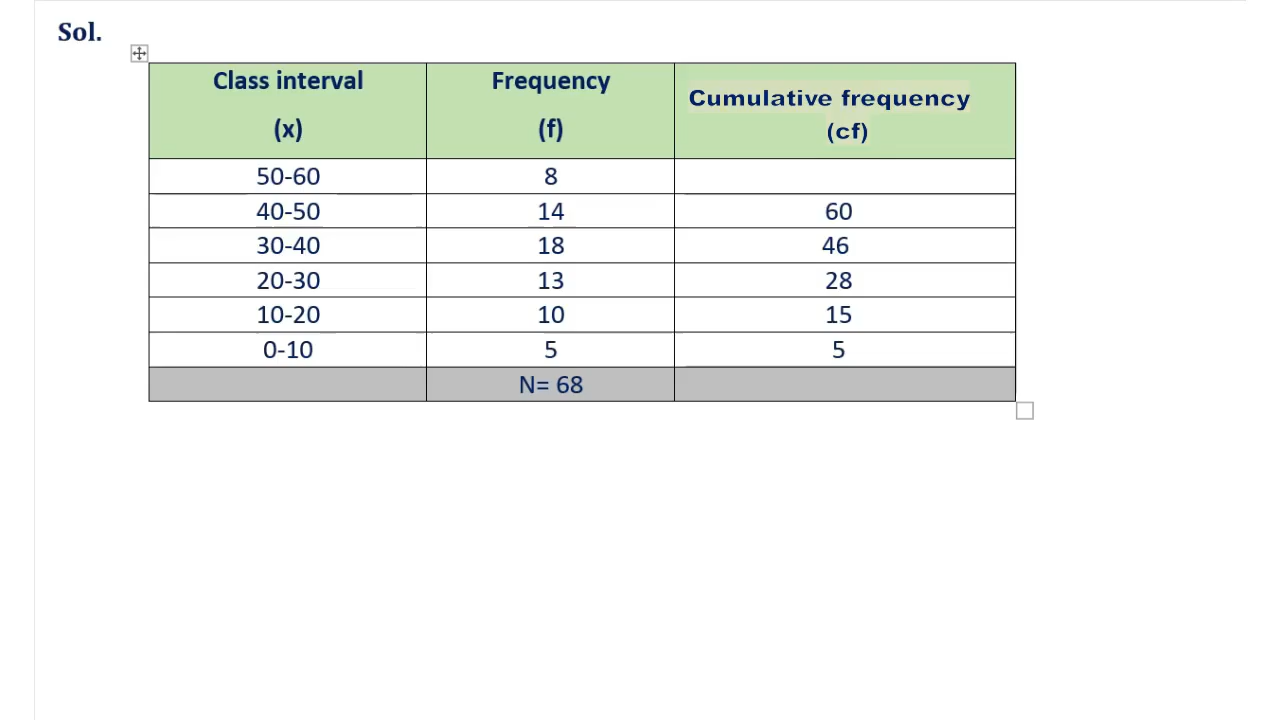 Sol.
Class interval Frequency Cumulative frequency
(x) (f) (cf)
50-60 8
40-50 14 60
30-40 18 46
20-30 13 28
10-20 10 15
0-10 5 5
N= 68